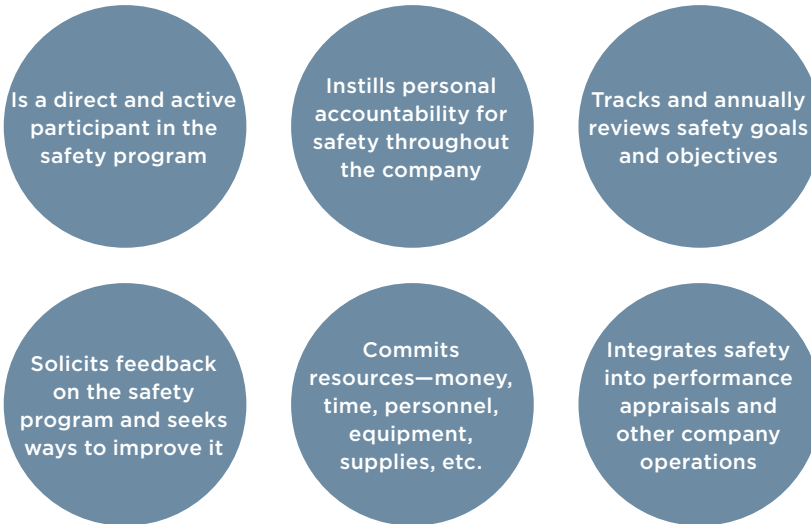 Is a direct and active
participant in the
safety program
Instills personal
accountability for
safety throughout
the company
Tracks and annually
reviews safety goals
and objectives
Solicits feedback
on the safety
program and seeks
ways to improve it
Commits
resources—money,
time, personnel,
equipment,
supplies, etc.
Integrates safety
into performance
appraisals and
other company
operations